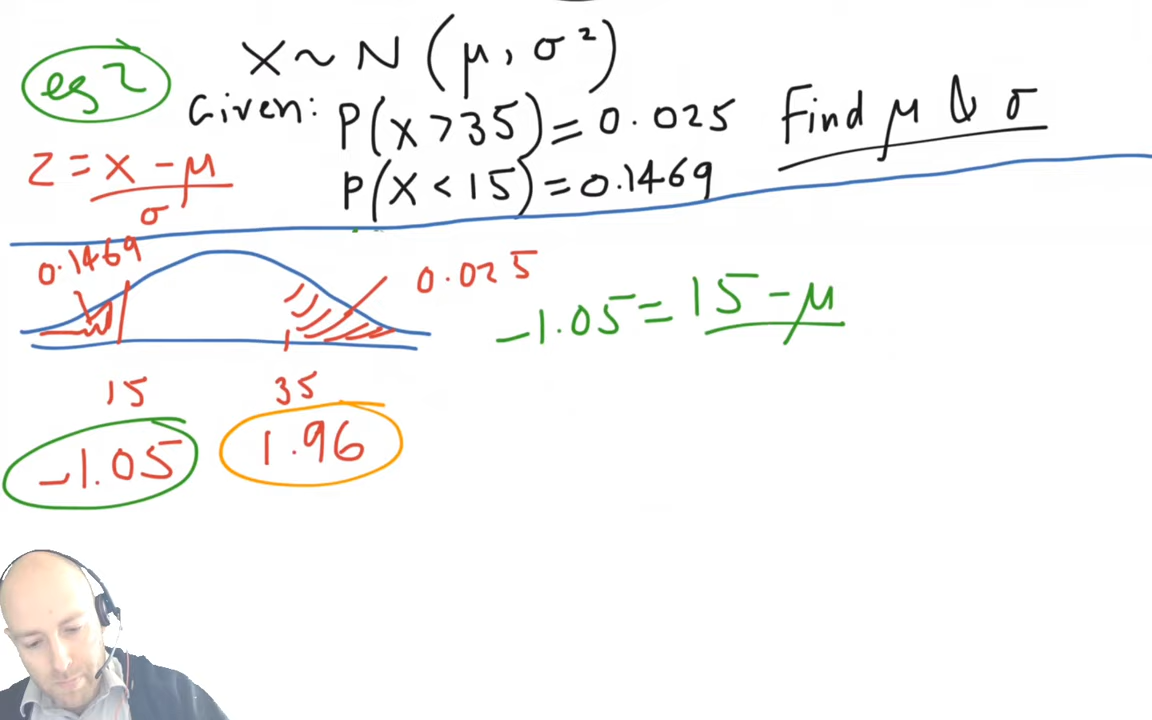 eg 2
X ~ N (μ, σ²)
Given: P(X > 35) = 0.025 Find μ & σ
P(X < 15) = 0.1469
Z = X - μ
σ
0.1469
0.025
-1.05 = 15 - μ
15 35
-1.05 1.96